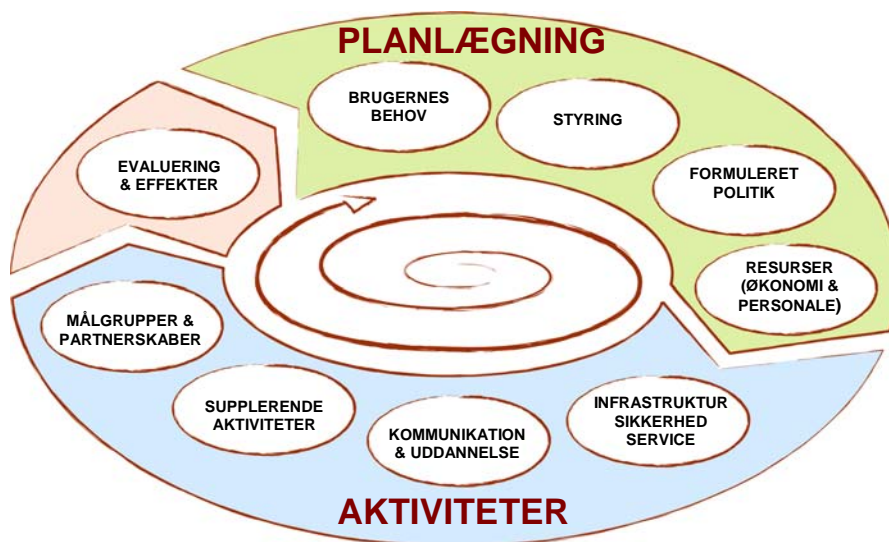 PLANLÆGNING
BRUGERNES
BEHOV
STYRING
FORMULERET
POLITIK
RESURSER
(ØKONOMI &
PERSONALE)
INFRASTRUKTUR
SIKKERHED
SERVICE
KOMMUNIKATION
& UDDANNELSE
SUPPLERENDE
AKTIVITETER
MÅLGRUPPER &
PARTNERSKABER
AKTIVITETER
EVALUERING
& EFFEKTER